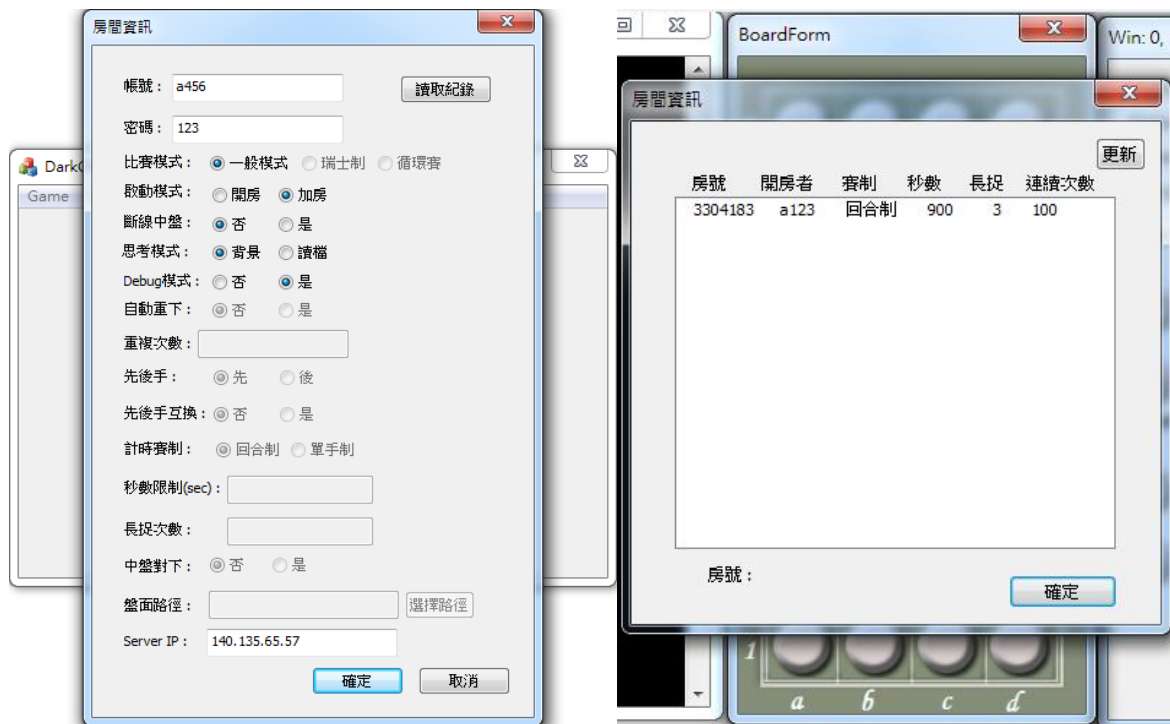 房間資訊
帳號： a456 讀取紀錄
密碼： 123
比賽模式： 一般模式 瑞士制 循環賽
啟動模式： 開房 加房
斷線中盤： 否 是
思考模式： 背景 讀檔
Debug模式： 否 是
自動重下： 否 是
重複次數：
先後手： 先 後
先後手互換： 否 是
計時賽制： 回合制 單手制
秒數限制(sec)：
長捉次數：
中盤對下： 否 是
盤面路徑： 選擇路徑
Server IP： 140.135.65.57
確定 取消
Game
BoardForm
Win: 0,
房間資訊
更新
房號 開房者 賽制 秒數 長捉 連續次數
3304183 a123 回合制 900 3 100
房號：
確定
1
a b c d